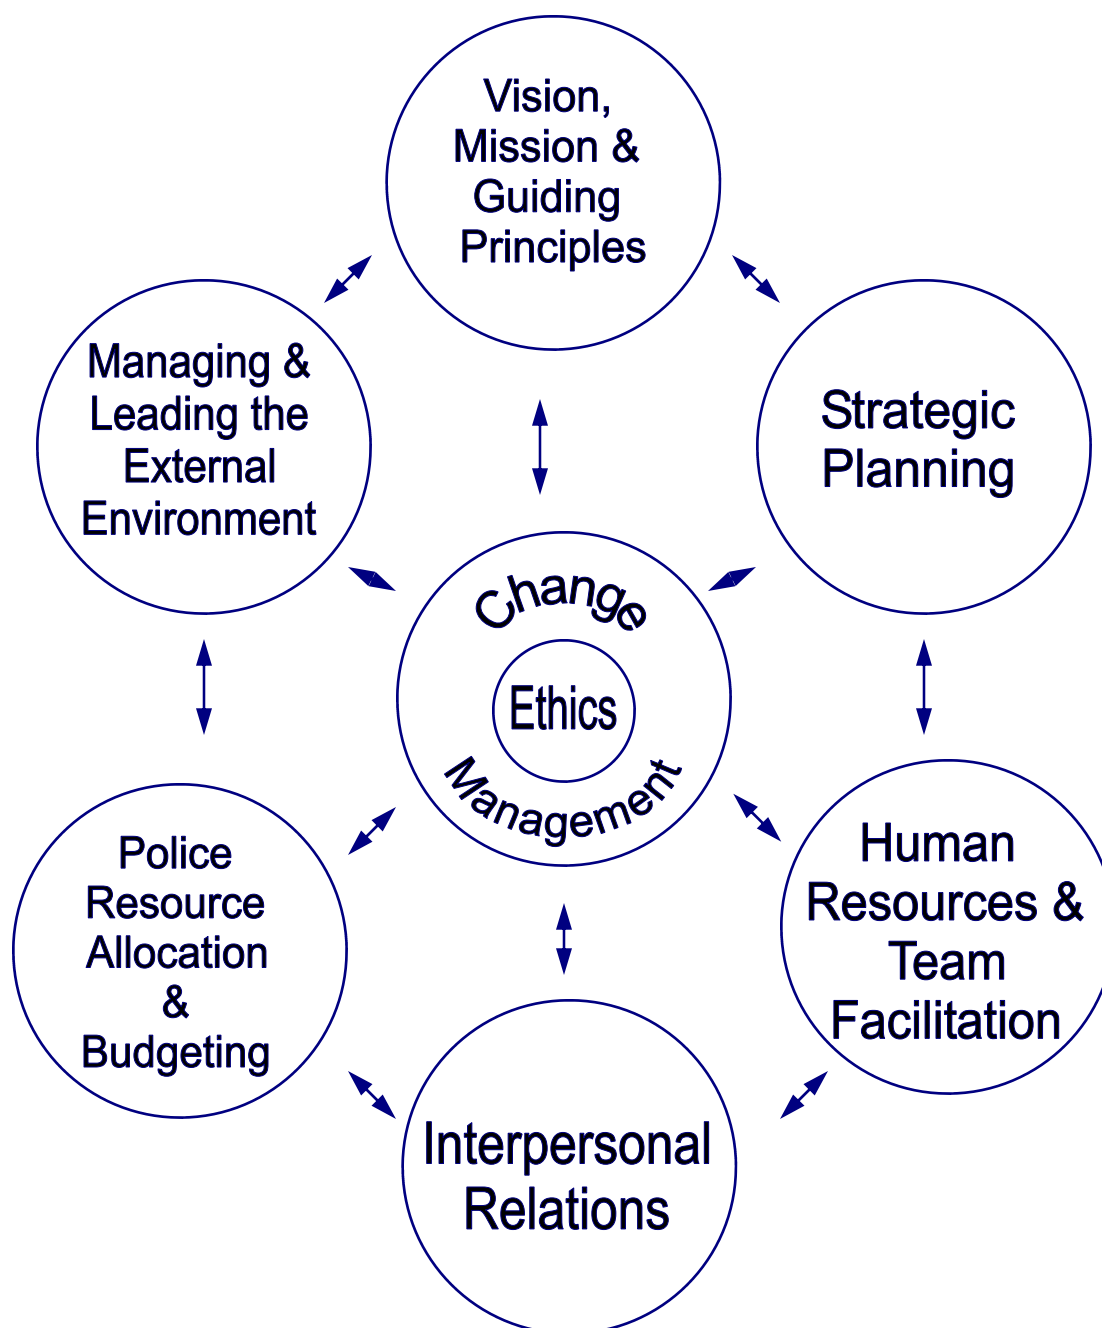 Vision,
Mission &
Guiding
Principles
Managing &
Leading the
External
Environment
Strategic
Planning
Change
Ethics
Management
Police
Resource
Allocation
&
Budgeting
Human
Resources &
Team
Facilitation
Interpersonal
Relations